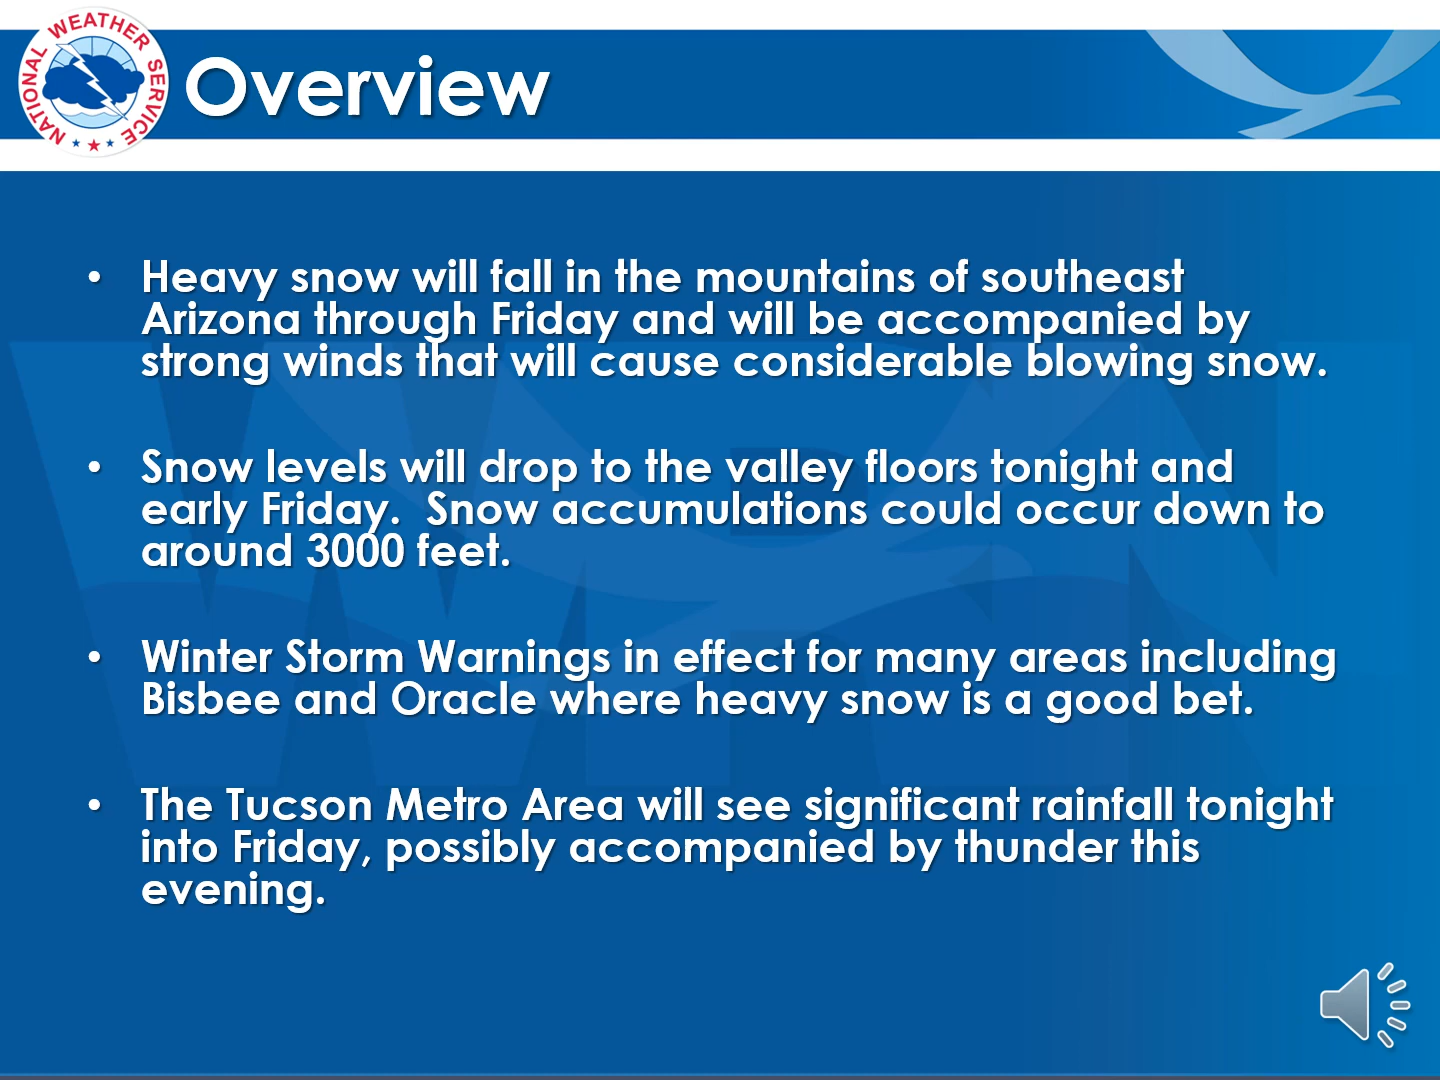 NATIONAL WEATHER SERVICE
Overview
• Heavy snow will fall in the mountains of southeast
Arizona through Friday and will be accompanied by
strong winds that will cause considerable blowing snow.
• Snow levels will drop to the valley floors tonight and
early Friday.  Snow accumulations could occur down to
around 3000 feet.
• Winter Storm Warnings in effect for many areas including
Bisbee and Oracle where heavy snow is a good bet.
• The Tucson Metro Area will see significant rainfall tonight
into Friday, possibly accompanied by thunder this
evening.
WRN